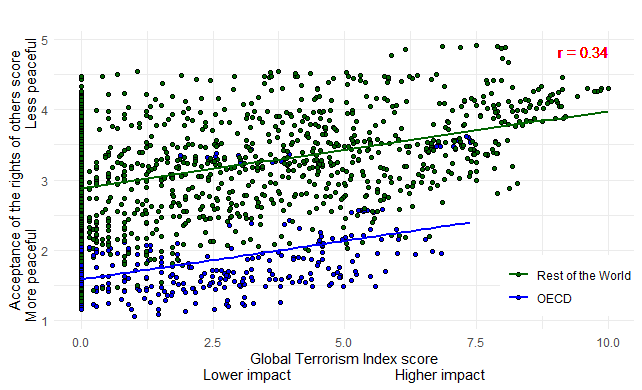 r = 0.34
Acceptance of the rights of others score
More peaceful Less peaceful
5
4
3
2
1
Rest of the World
OECD
0.0 2.5 5.0 7.5 10.0
Global Terrorism Index score
Lower impact Higher impact